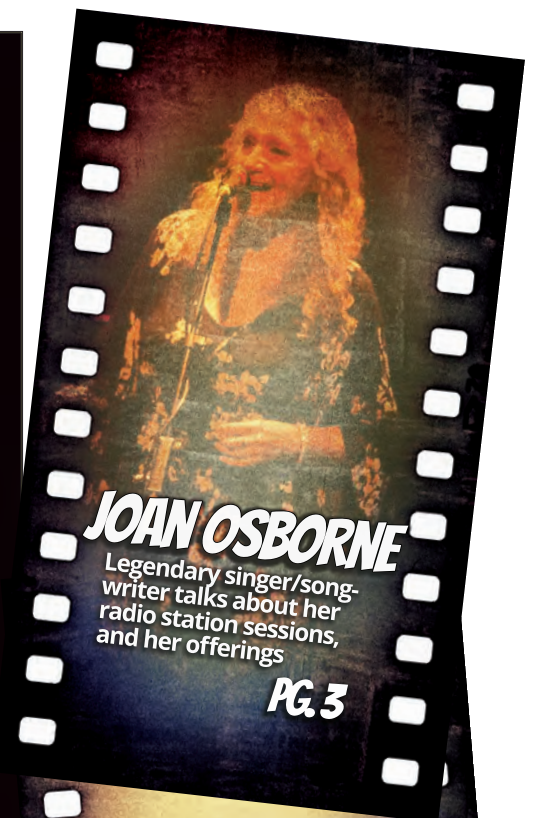 JOAN OSBORNE
Legendary singer/song-
writer talks about her
radio station sessions,
and her offerings
PG. 3